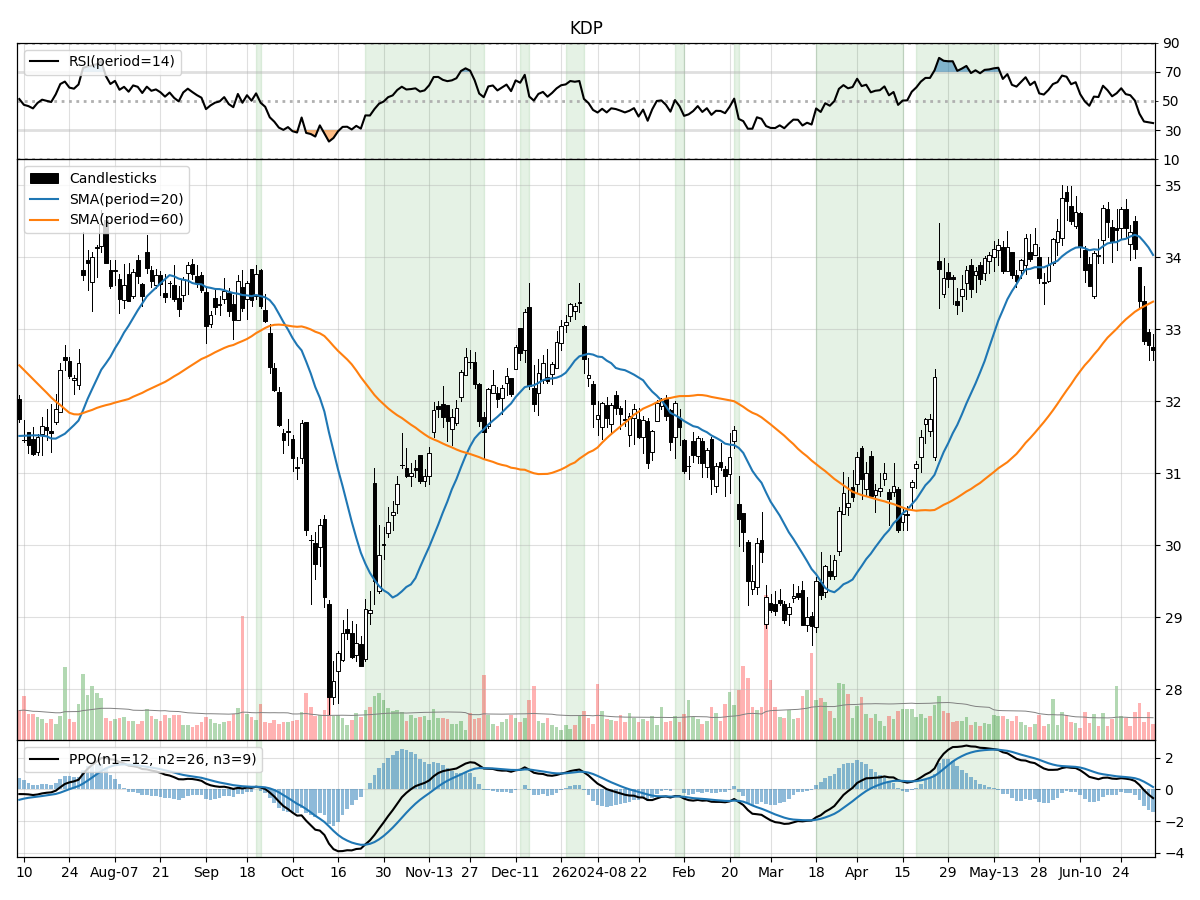 KDP
RSI(period=14)
90
70
50
30
10
Candlesticks
SMA(period=20)
SMA(period=60)
35
34
33
32
31
30
29
28
PPO(n1=12, n2=26, n3=9)
2
0
−2
−4
10 24 Aug-07 21 Sep 18 Oct 16 30 Nov-13 27 Dec-11 26 2024-08 22 Feb 20 Mar 18 Apr 15 29 May-13 28 Jun-10 24